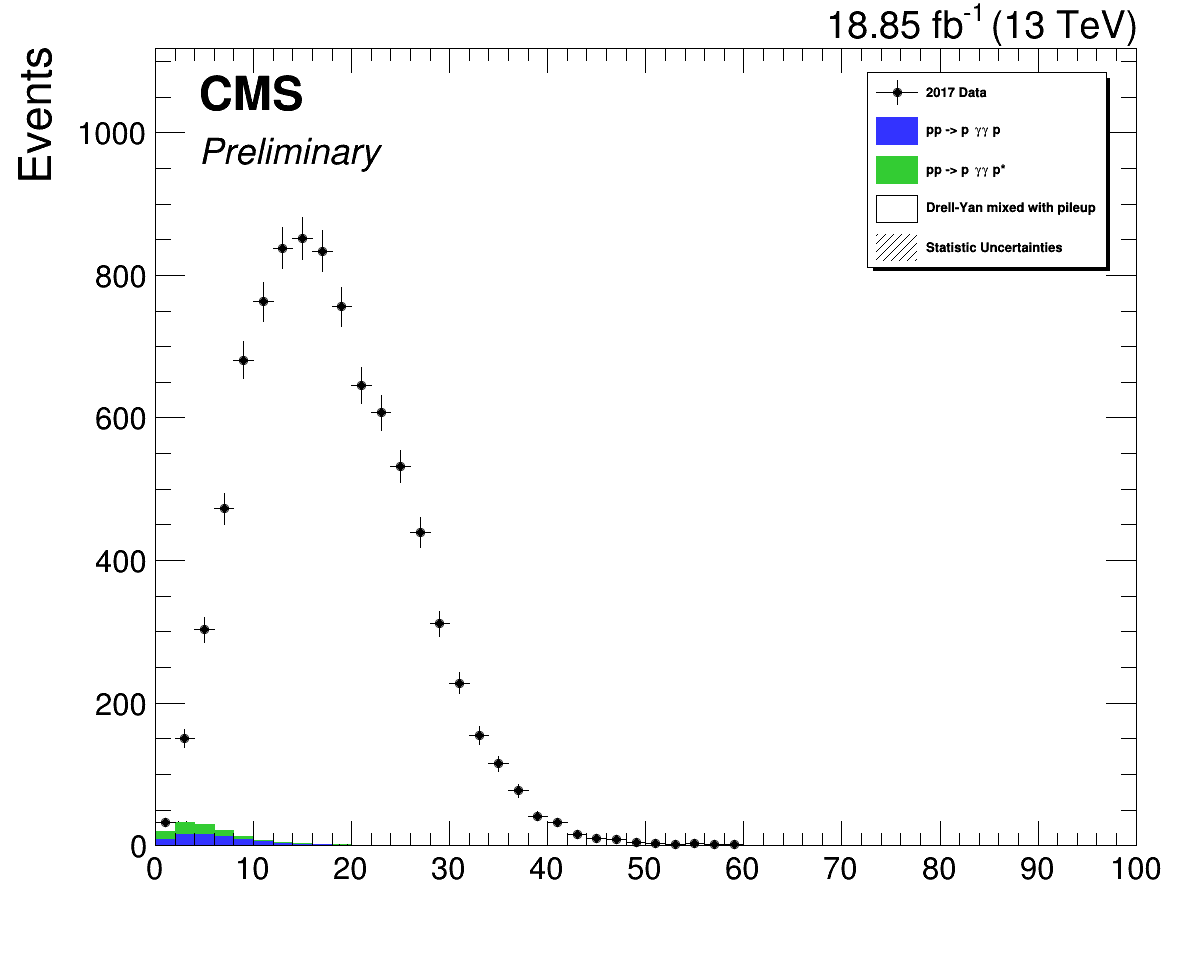 18.85 fb⁻¹ (13 TeV)
Events
CMS
Preliminary
2017 Data
pp -> p γγ p
pp -> p γγ p*
Drell-Yan mixed with pileup
Statistic Uncertainties
1000
800
600
400
200
0
0 10 20 30 40 50 60 70 80 90 100